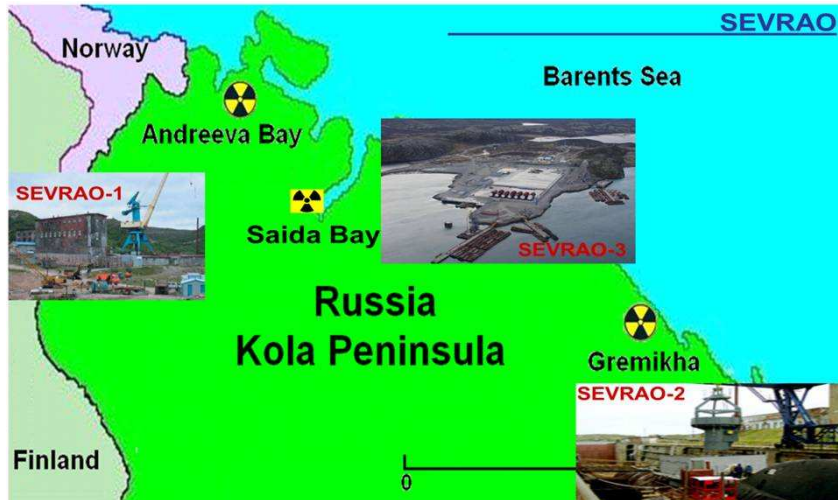 SEVRAO
Norway
Barents Sea
Andreeva Bay
SEVRAO-1
Saida Bay
SEVRAO-3
Russia
Kola Peninsula
Gremikha
SEVRAO-2
Finland
0